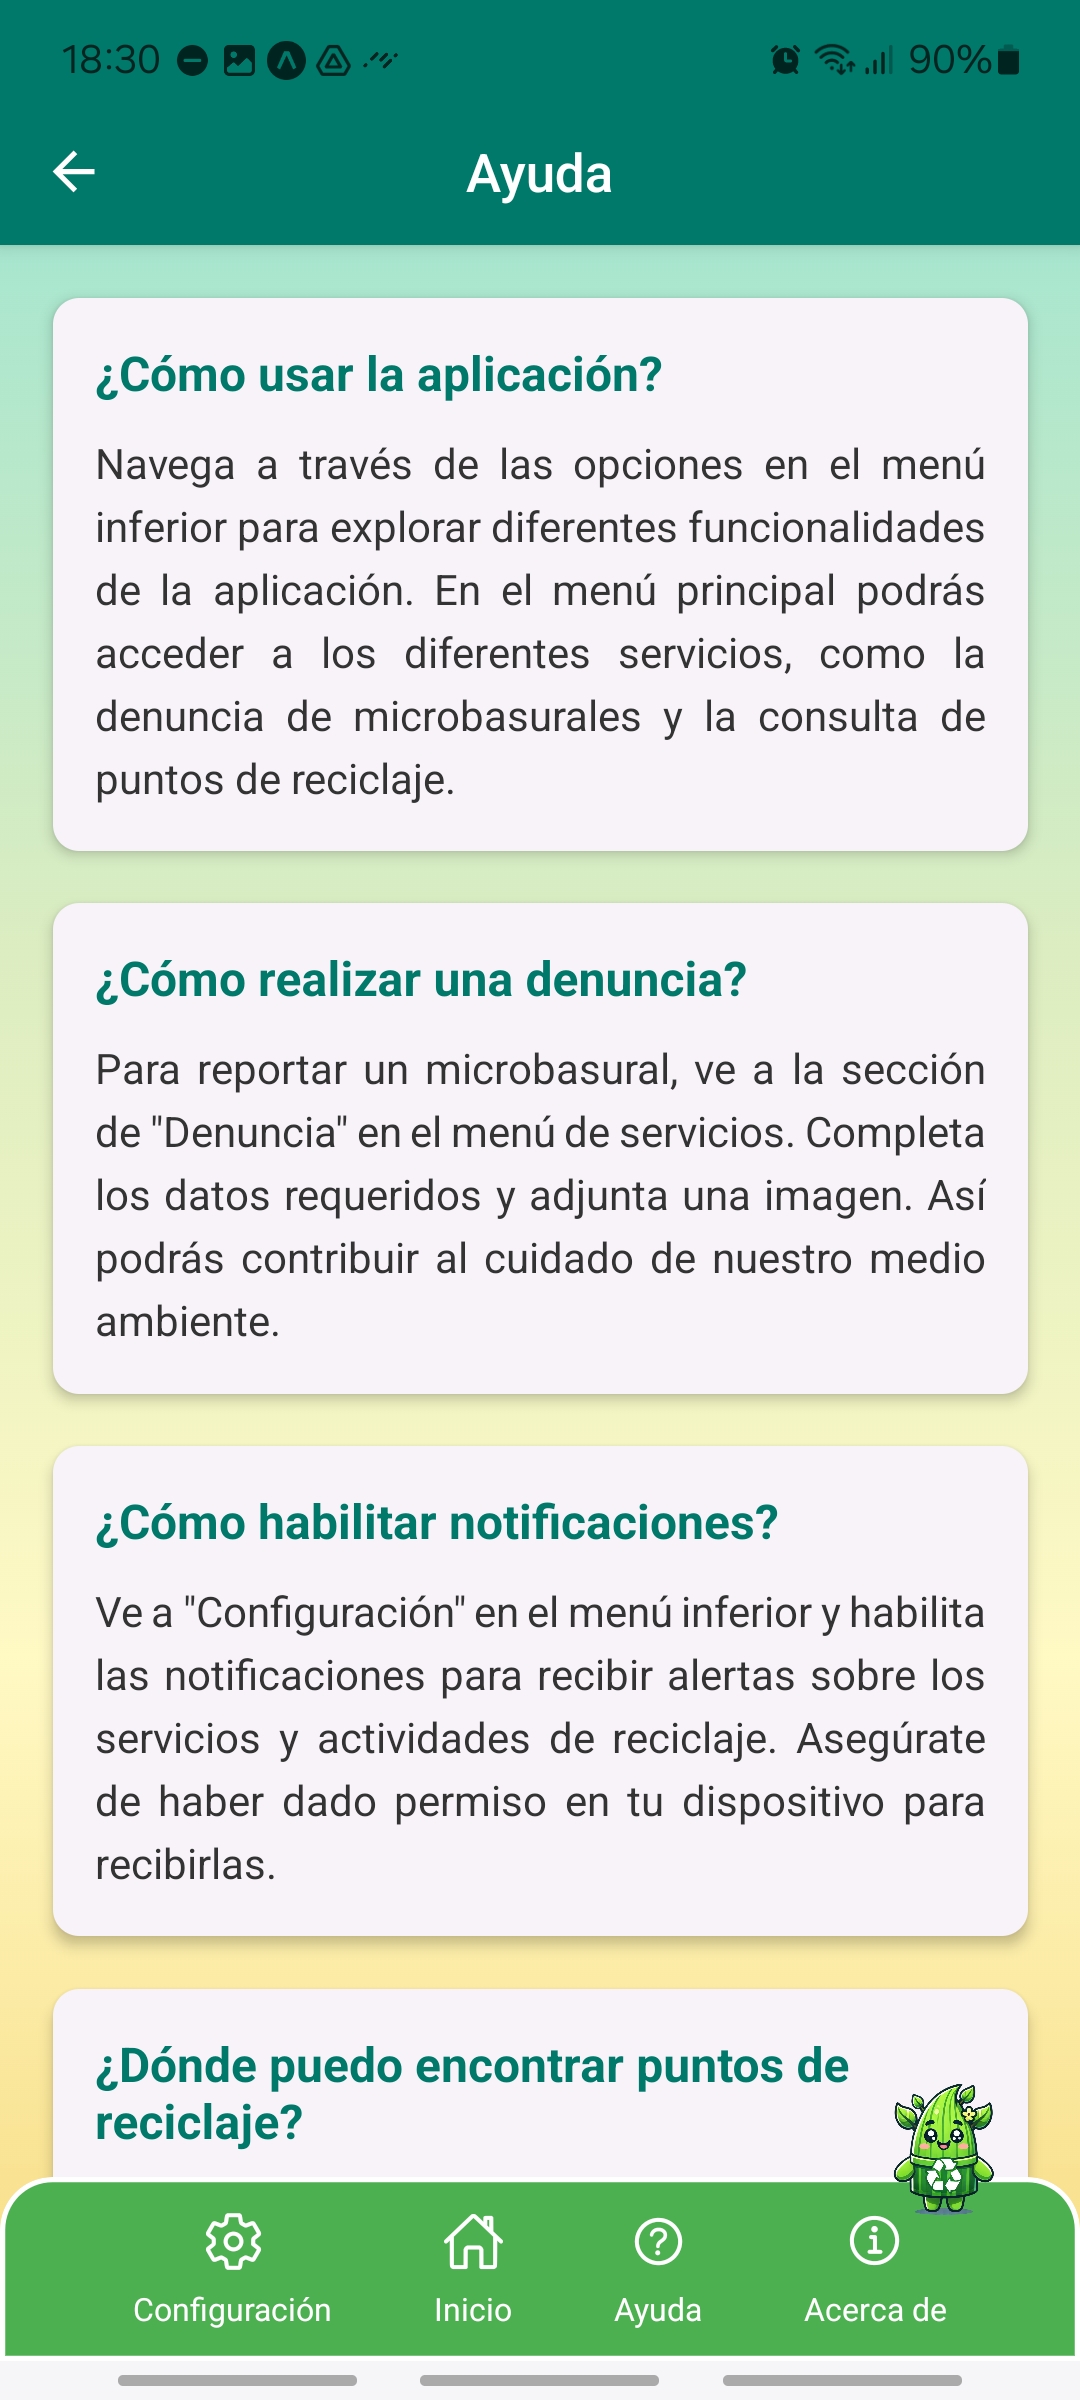 18:30
90%
Ayuda
¿Cómo usar la aplicación?
Navega a través de las opciones en el menú
inferior para explorar diferentes funcionalidades
de la aplicación. En el menú principal podrás
acceder a los diferentes servicios, como la
denuncia de microbasurales y la consulta de
puntos de reciclaje.
¿Cómo realizar una denuncia?
Para reportar un microbasural, ve a la sección
de "Denuncia" en el menú de servicios. Completa
los datos requeridos y adjunta una imagen. Así
podrás contribuir al cuidado de nuestro medio
ambiente.
¿Cómo habilitar notificaciones?
Ve a "Configuración" en el menú inferior y habilita
las notificaciones para recibir alertas sobre los
servicios y actividades de reciclaje. Asegúrate
de haber dado permiso en tu dispositivo para
recibirlas.
¿Dónde puedo encontrar puntos de
reciclaje?
Configuración
Inicio
Ayuda
Acerca de